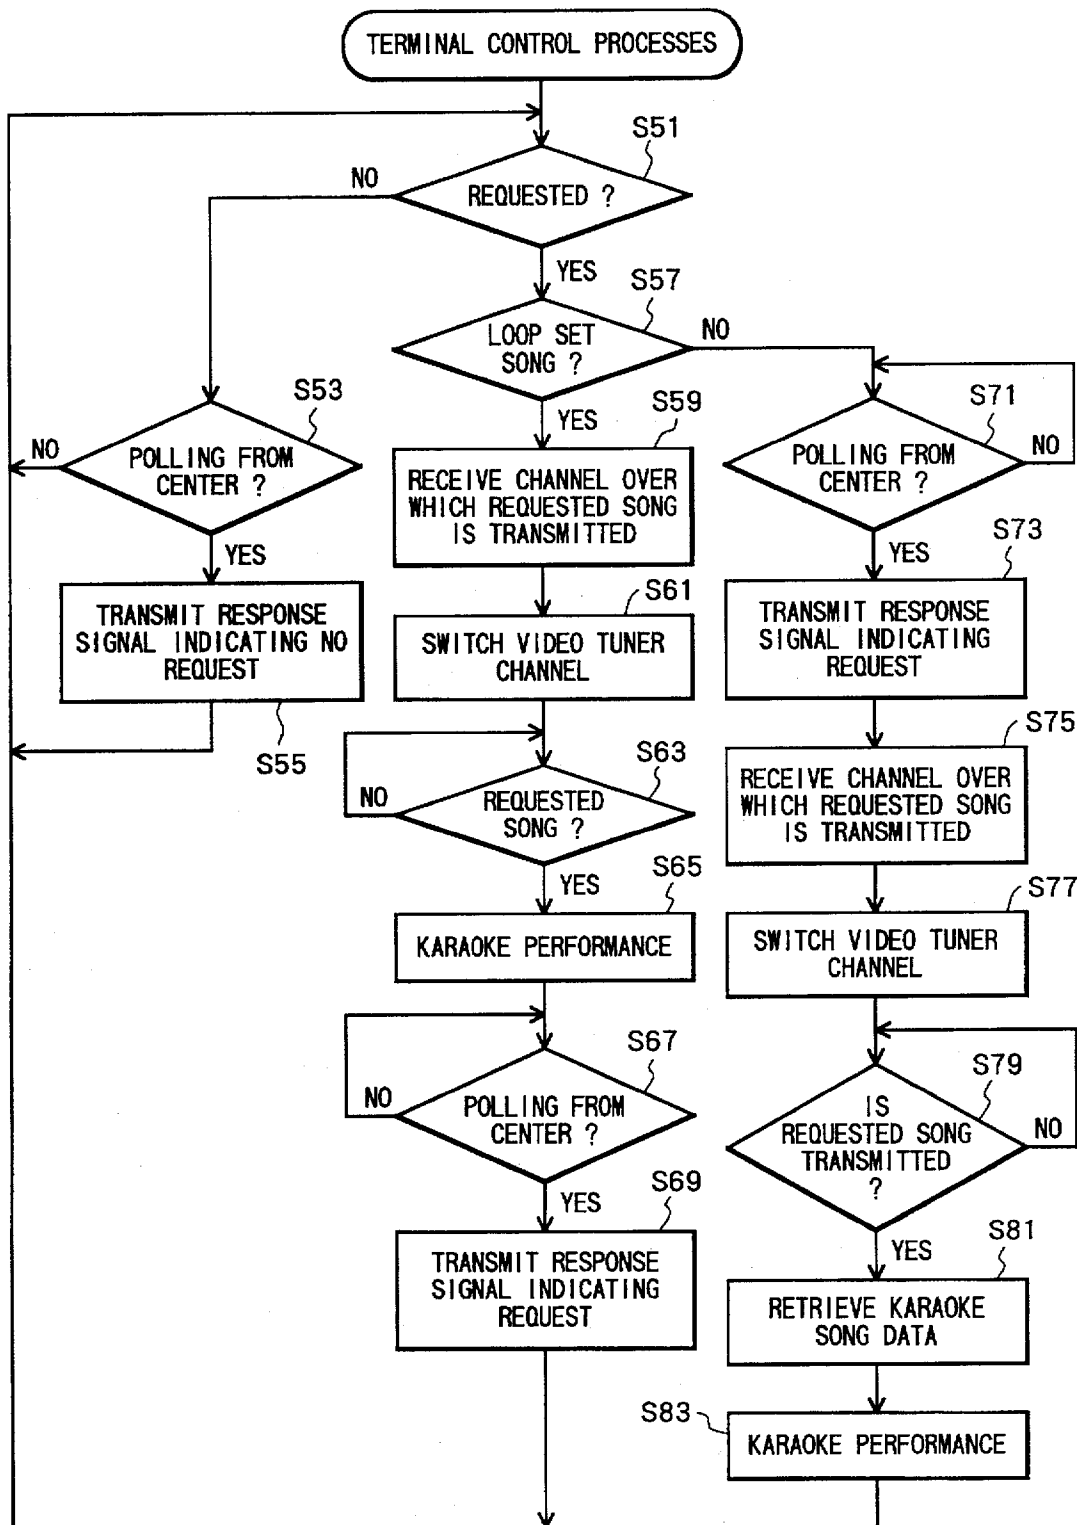 TERMINAL CONTROL PROCESSES
S51
REQUESTED ?
NO
YES
S57
LOOP SET
SONG ?
NO
YES
S53
POLLING FROM
CENTER ?
NO
YES
TRANSMIT RESPONSE
SIGNAL INDICATING NO
REQUEST
S55
S59
RECEIVE CHANNEL OVER
WHICH REQUESTED SONG
IS TRANSMITTED
S61
SWITCH VIDEO TUNER
CHANNEL
S63
REQUESTED
SONG ?
NO
YES
S65
KARAOKE PERFORMANCE
S67
POLLING FROM
CENTER ?
NO
YES
S69
TRANSMIT RESPONSE
SIGNAL INDICATING
REQUEST
S71
POLLING FROM
CENTER ?
NO
YES
S73
TRANSMIT RESPONSE
SIGNAL INDICATING
REQUEST
S75
RECEIVE CHANNEL OVER
WHICH REQUESTED SONG
IS TRANSMITTED
S77
SWITCH VIDEO TUNER
CHANNEL
S79
IS
REQUESTED SONG
TRANSMITTED
?
NO
YES
S81
RETRIEVE KARAOKE
SONG DATA
S83
KARAOKE PERFORMANCE